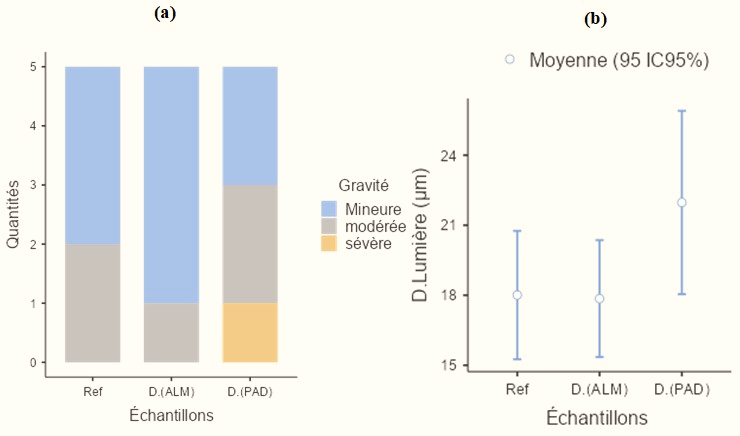 (a)
5
4
3
2
1
0
Quantités
Ref
D.(ALM)
D.(PAD)
Échantillons
Gravité
Mineure
modérée
sévère
(b)
Moyenne (95 IC95%)
24
21
18
15
D.Lumière (µm)
Ref
D.(ALM)
D.(PAD)
Échantillons